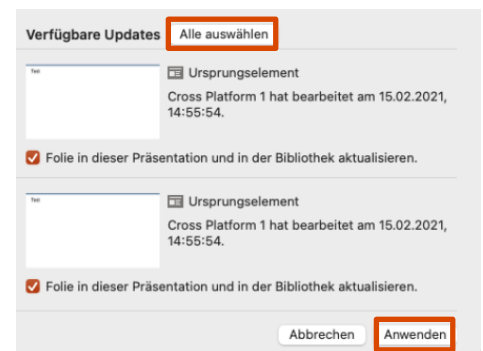 Verfügbare Updates Alle auswählen
Test
Ursprungselement
Cross Platform 1 hat bearbeitet am 15.02.2021,
14:55:54.
Folie in dieser Präsentation und in der Bibliothek aktualisieren.
Test
Ursprungselement
Cross Platform 1 hat bearbeitet am 15.02.2021,
14:55:54.
Folie in dieser Präsentation und in der Bibliothek aktualisieren.
Abbrechen Anwenden